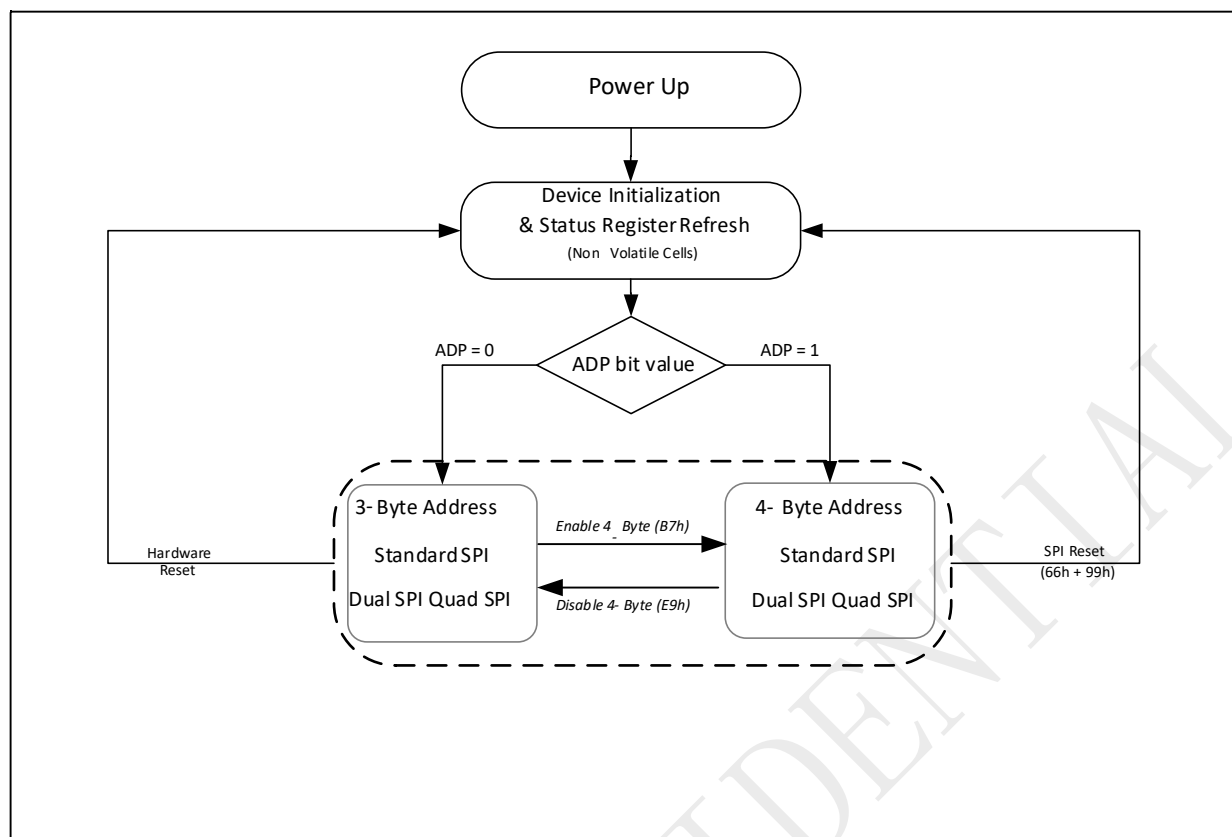 Power Up
Device Initialization
& Status Register Refresh
(Non Volatile Cells)
ADP = 0
ADP bit value
ADP = 1
3- Byte Address
Standard SPI
Dual SPI Quad SPI
Enable 4 - Byte (B7h)
Disable 4- Byte (E9h)
4- Byte Address
Standard SPI
Dual SPI Quad SPI
Hardware
Reset
SPI Reset
(66h + 99h)
IDENTIAI